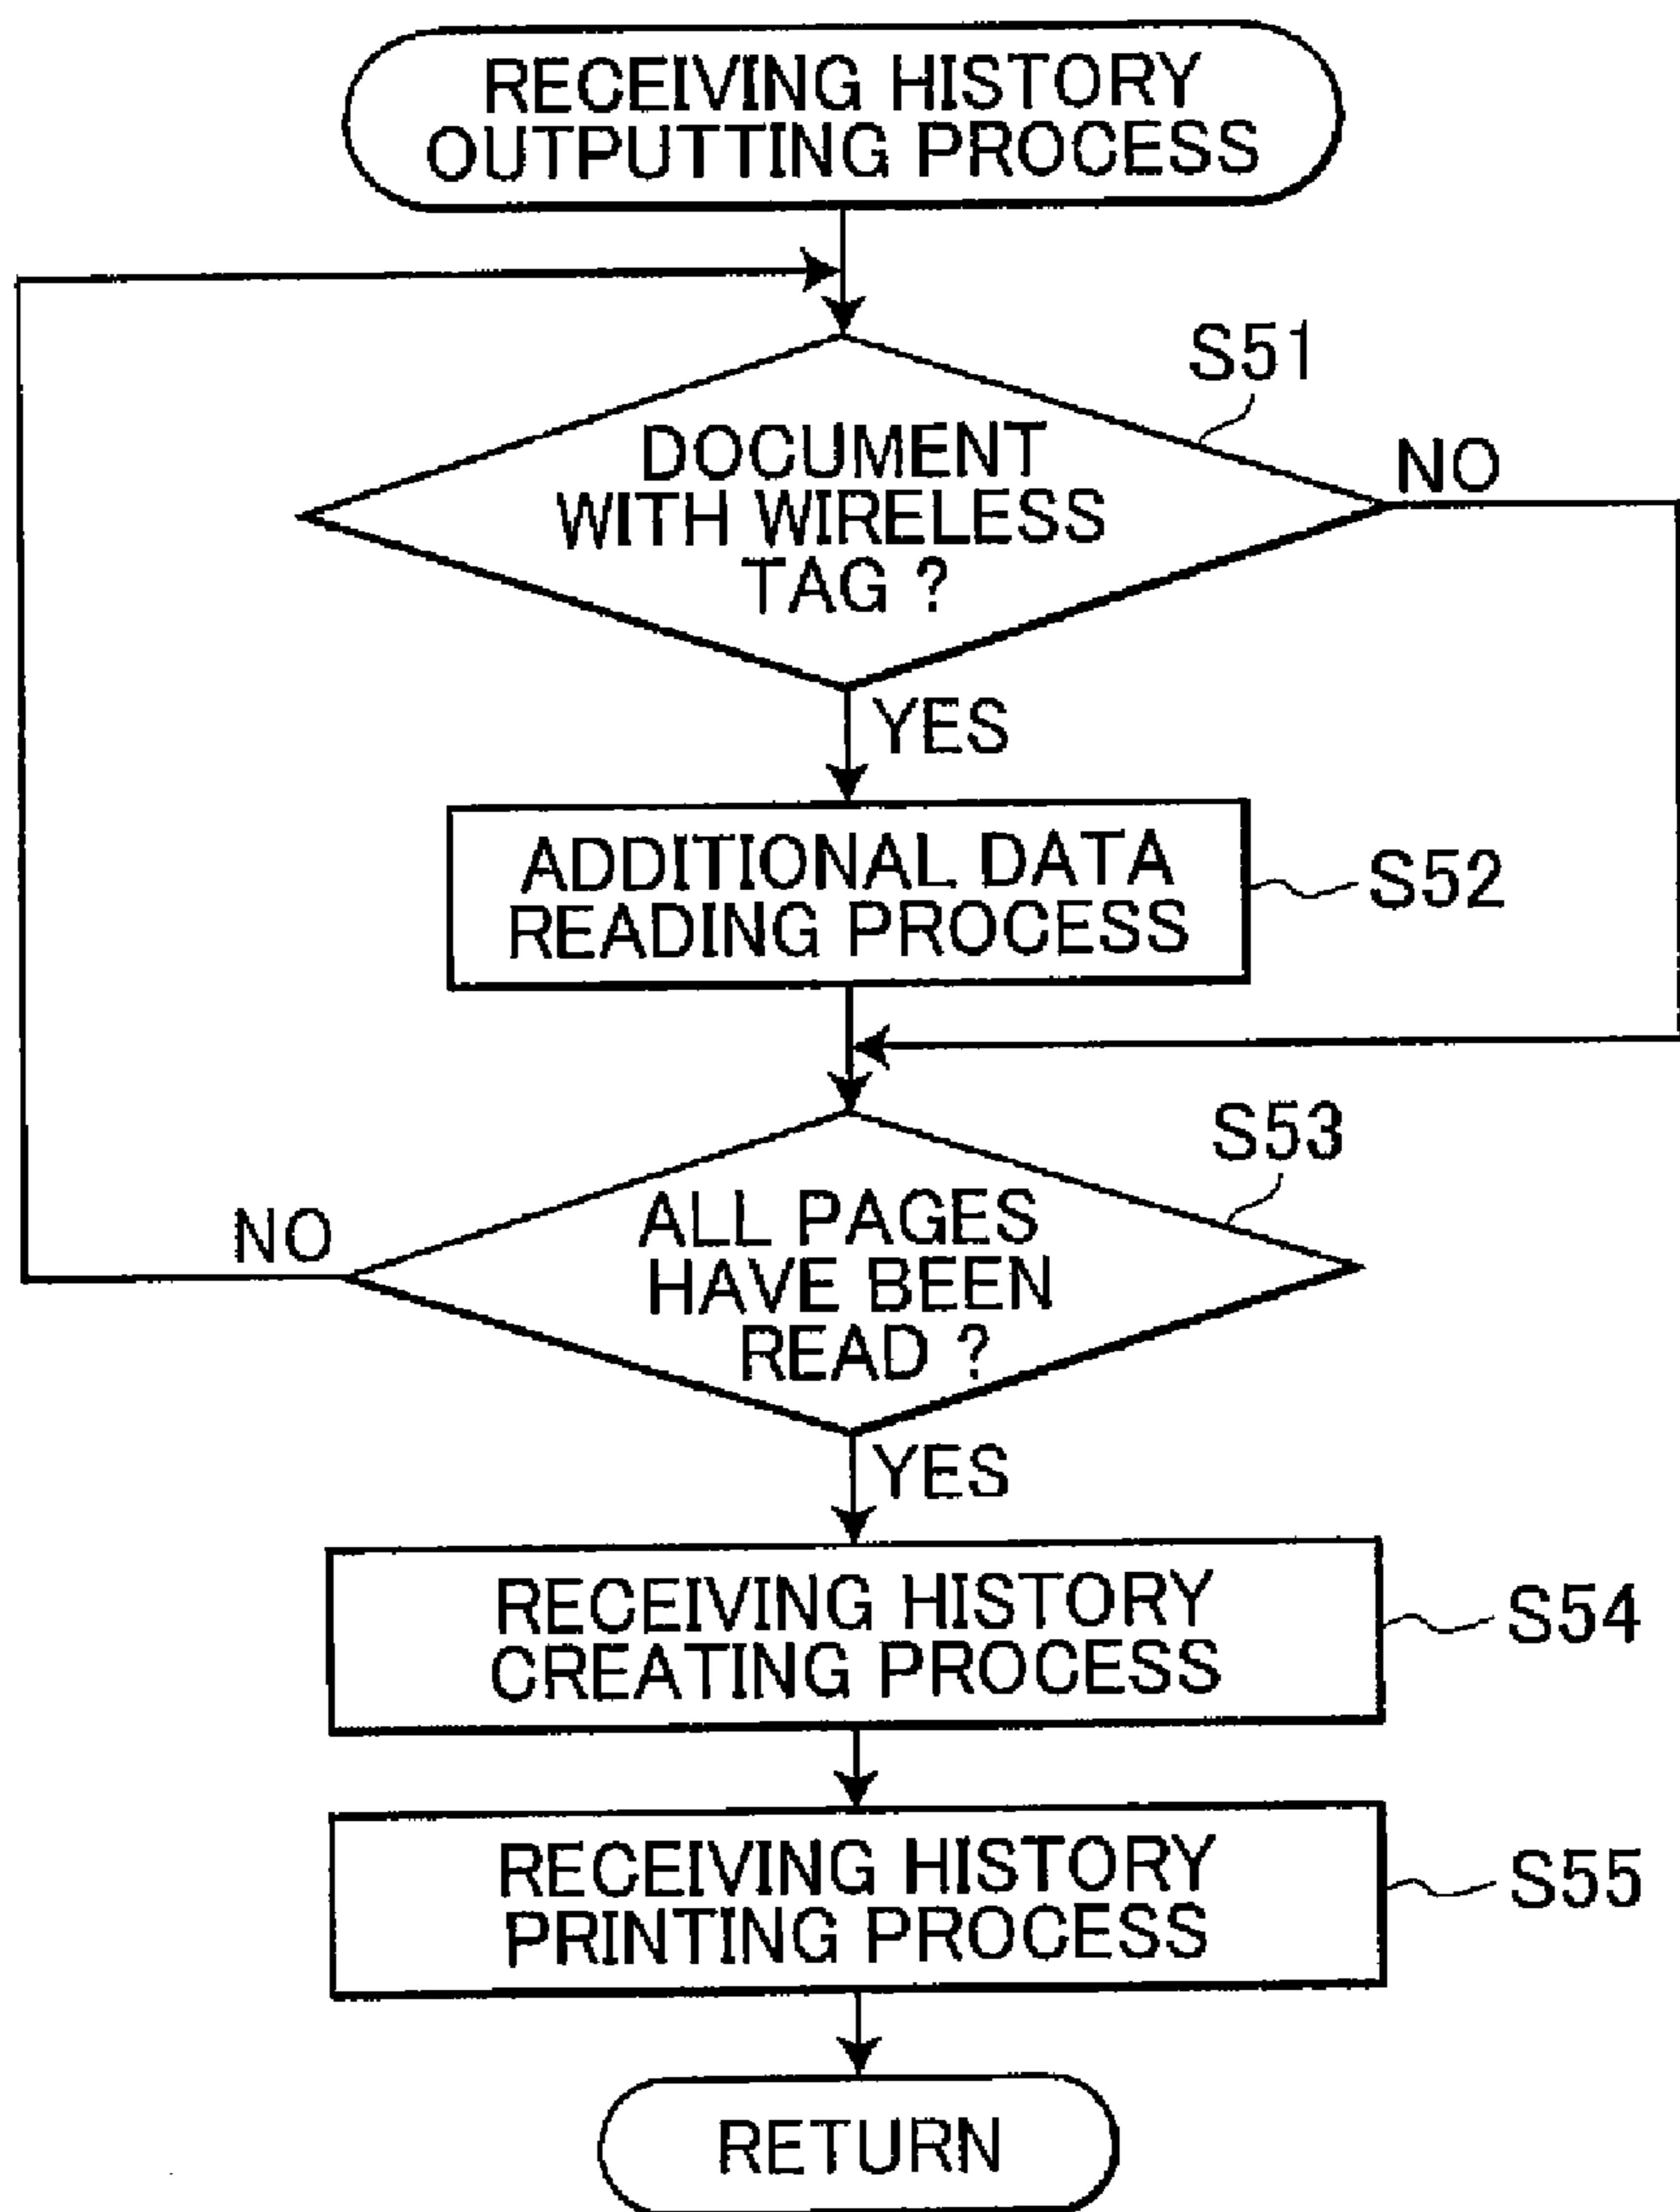 RECEIVING HISTORY
OUTPUTTING PROCESS
S51
DOCUMENT
WITH WIRELESS
TAG ?
NO
YES
ADDITIONAL DATA
READING PROCESS
S52
S53
ALL PAGES
HAVE BEEN
READ ?
NO
YES
RECEIVING HISTORY
CREATING PROCESS
S54
RECEIVING HISTORY
PRINTING PROCESS
S55
RETURN